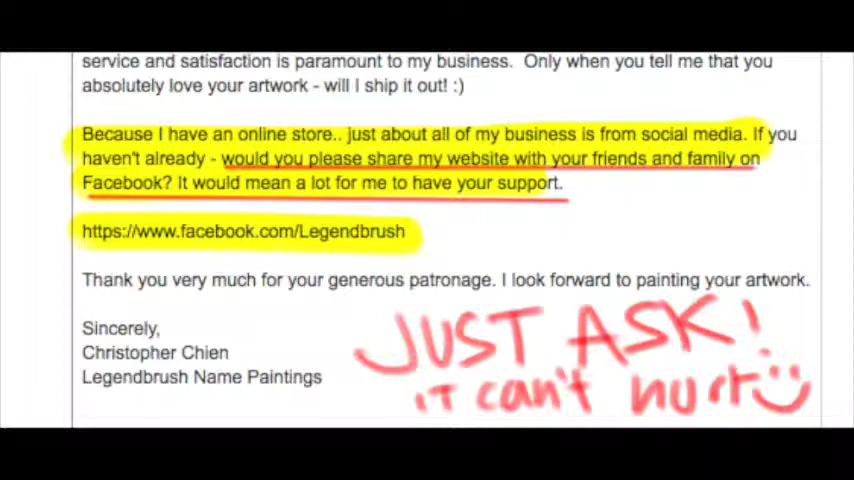 service and satisfaction is paramount to my business.  Only when you tell me that you
absolutely love your artwork - will I ship it out! :)
Because I have an online store.. just about all of my business is from social media. If you
haven't already - would you please share my website with your friends and family on
Facebook? It would mean a lot for me to have your support.
https://www.facebook.com/Legendbrush
Thank you very much for your generous patronage. I look forward to painting your artwork.
Sincerely,
Christopher Chien
Legendbrush Name Paintings
JUST ASK!
IT can't hurt